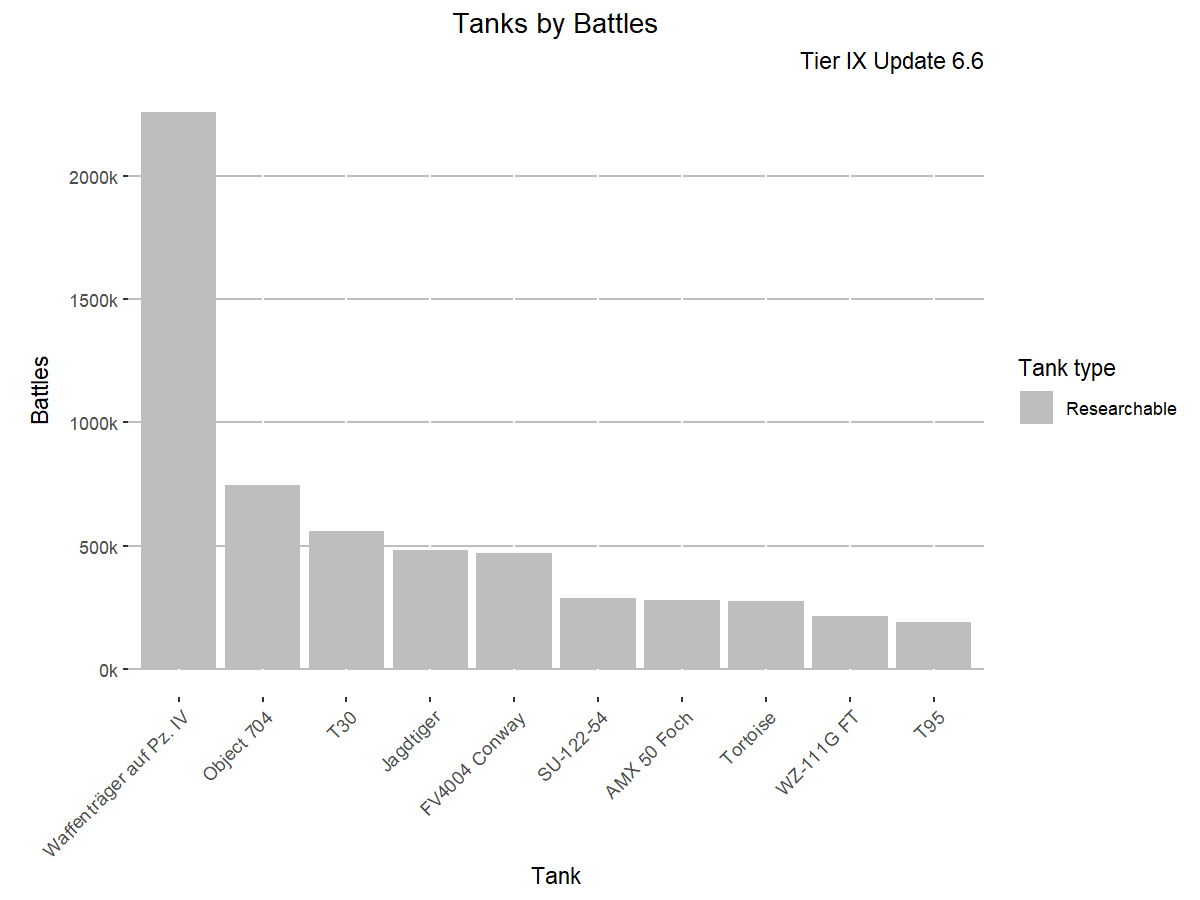 Tanks by Battles
Tier IX Update 6.6
2000k
1500k
1000k
500k
0k
Battles
Waffenträger auf Pz. IV
Object 704
T30
Jagdtiger
FV4004 Conway
SU-122-54
AMX 50 Foch
Tortoise
WZ-111G FT
T95
Tank
Tank type
Researchable